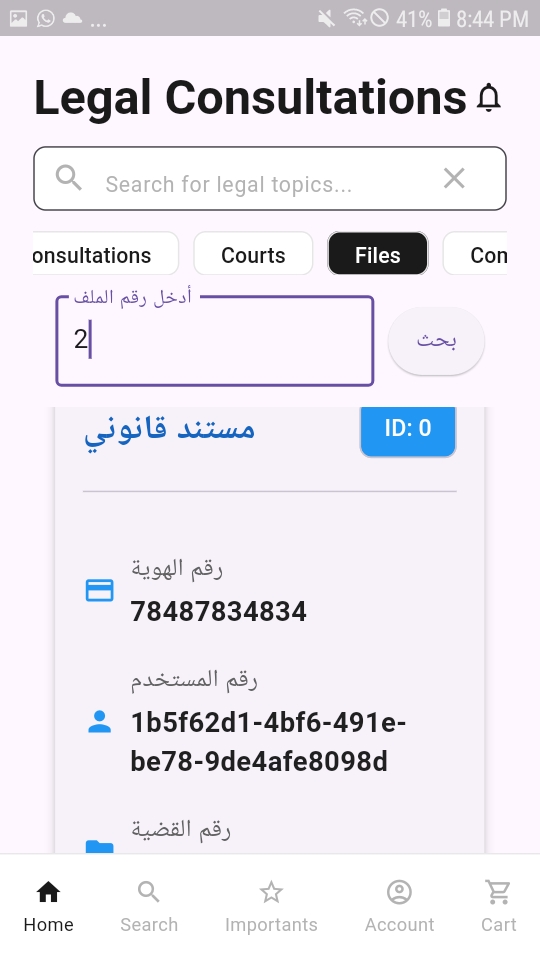 ... 41% 8:44 PM
Legal Consultations
Search for legal topics...
onsultations Courts Files Con
أدخل رقم الملف
2
بحث
مستند قانوني ID: 0
رقم الهوية
78487834834
رقم المستخدم
1b5f62d1-4bf6-491e-
be78-9de4afe8098d
رقم القضية
Home Search Importants Account Cart